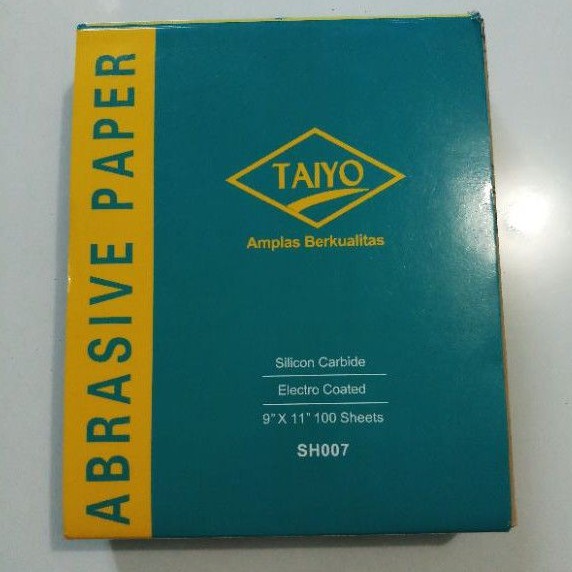 ABRASIVE PAPER
TAIYO
Amplas Berkualitas
Silicon Carbide
Electro Coated
9" X 11" 100 Sheets
SH007